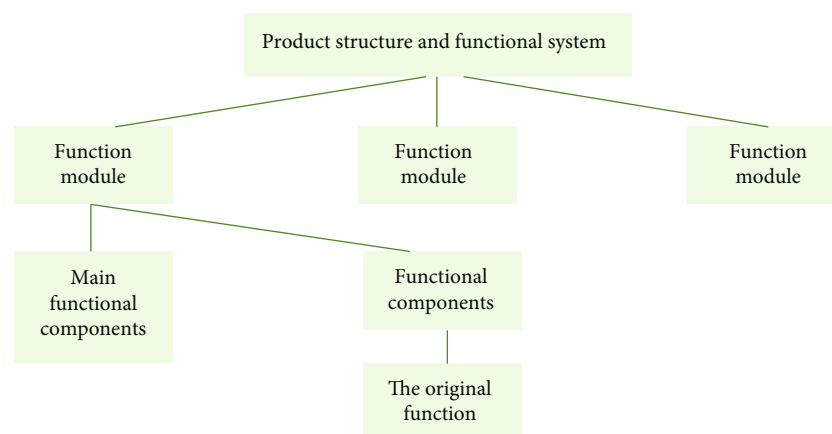 Product structure and functional system
Function
module
Function
module
Function
module
Main
functional
components
Functional
components
The original
function